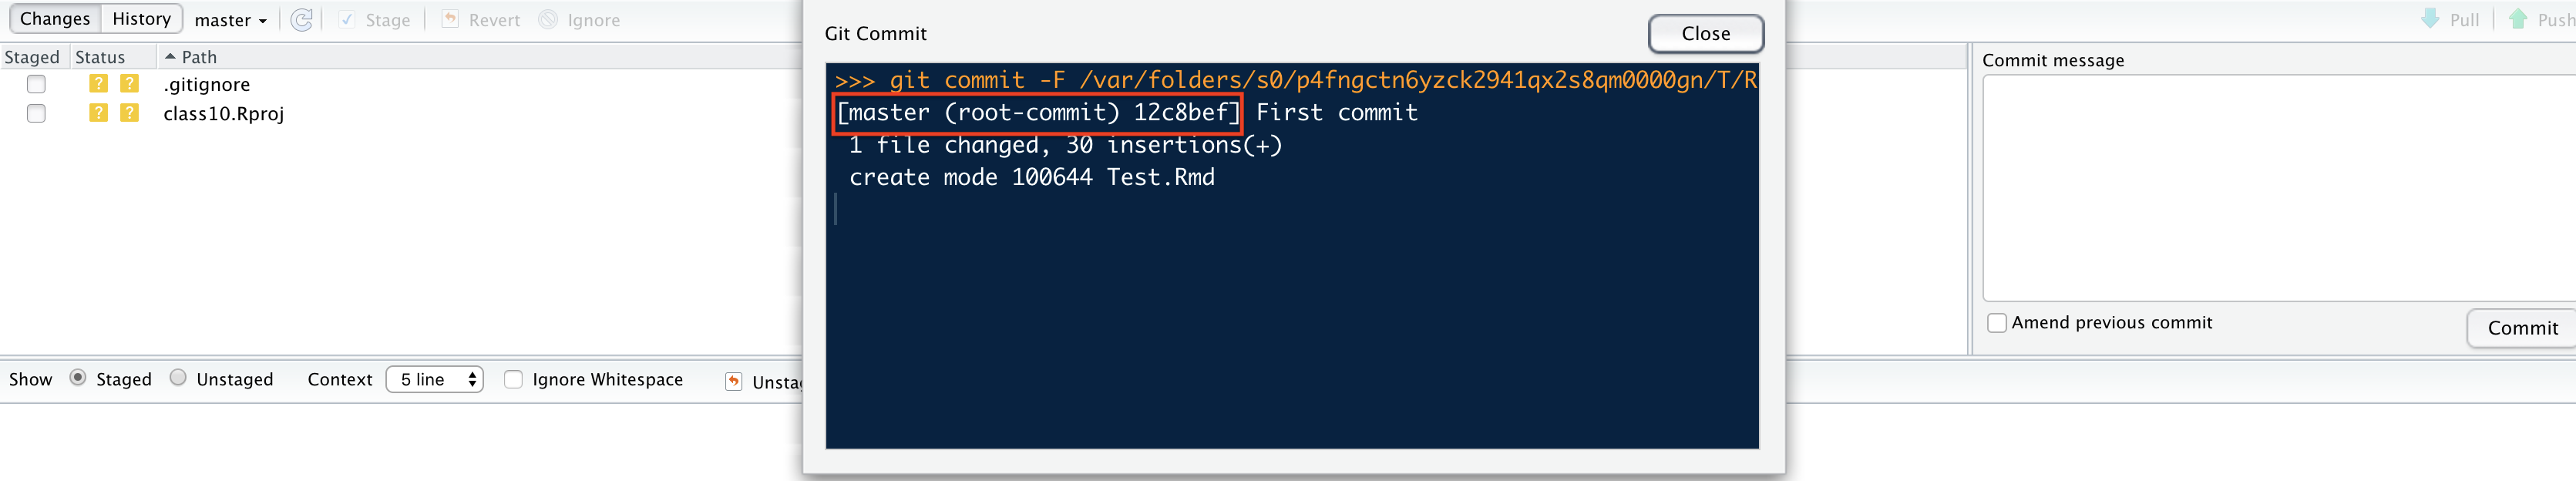 Changes History master Stage Revert Ignore
Staged Status Path
.gitignore
class10.Rproj
Git Commit Close
>>> git commit -F /var/folders/s0/p4fngctn6yzck2941qx2s8qm0000gn/T/R
[master (root-commit) 12c8bef] First commit
1 file changed, 30 insertions(+)
create mode 100644 Test.Rmd
Pull Push
Commit message
Amend previous commit
Commit
Show Staged Unstaged Context 5 line Ignore Whitespace Unsta